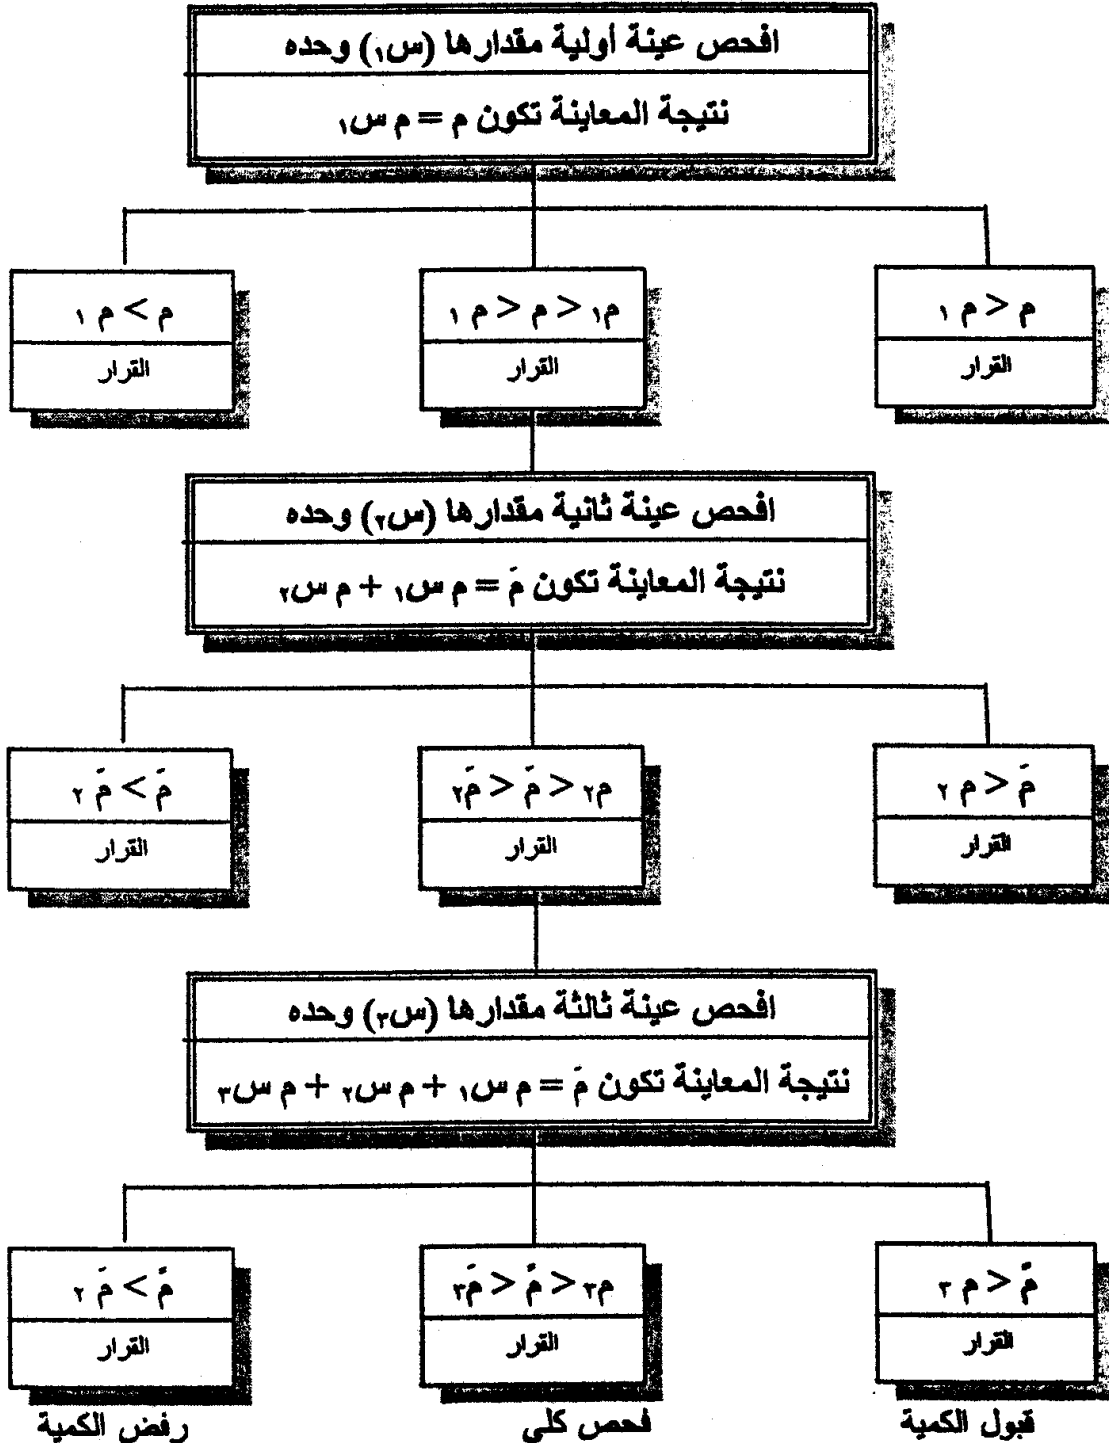 افحص عينة أولية مقدارها (س١) وحده
نتيجة المعاينة تكون م = م س١
م < م ١
القرار
م١ < م < م ١
القرار
م > م ١
القرار
افحص عينة ثانية مقدارها (س٢) وحده
نتيجة المعاينة تكون مَ = م س١ + م س٢
مَ < م ٢
القرار
م٢ < مَ < مَ٢
القرار
مَ > مَ ٢
القرار
افحص عينة ثالثة مقدارها (س٣) وحده
نتيجة المعاينة تكون مَ = م س١ + م س٢ + م س٣
مً < م ٣
القرار
م٣ < مً < مَ٣
القرار
مً > مَ ٢
القرار
قبول الكمية
فحص كلي
رفض الكمية